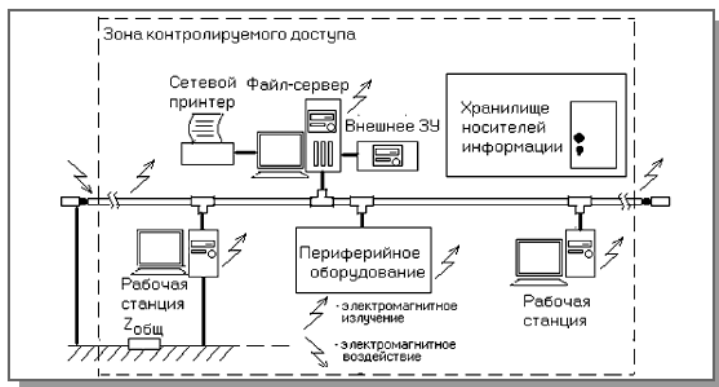 Зона контролируемого доступа
Сетевой
принтер
Файл-сервер
Внешнее ЗУ
Хранилище
носителей
информации
Рабочая
станция
Zобщ
Периферийное
оборудование
Рабочая
станция
-электромагнитное
излучение
-электромагнитное
воздействие